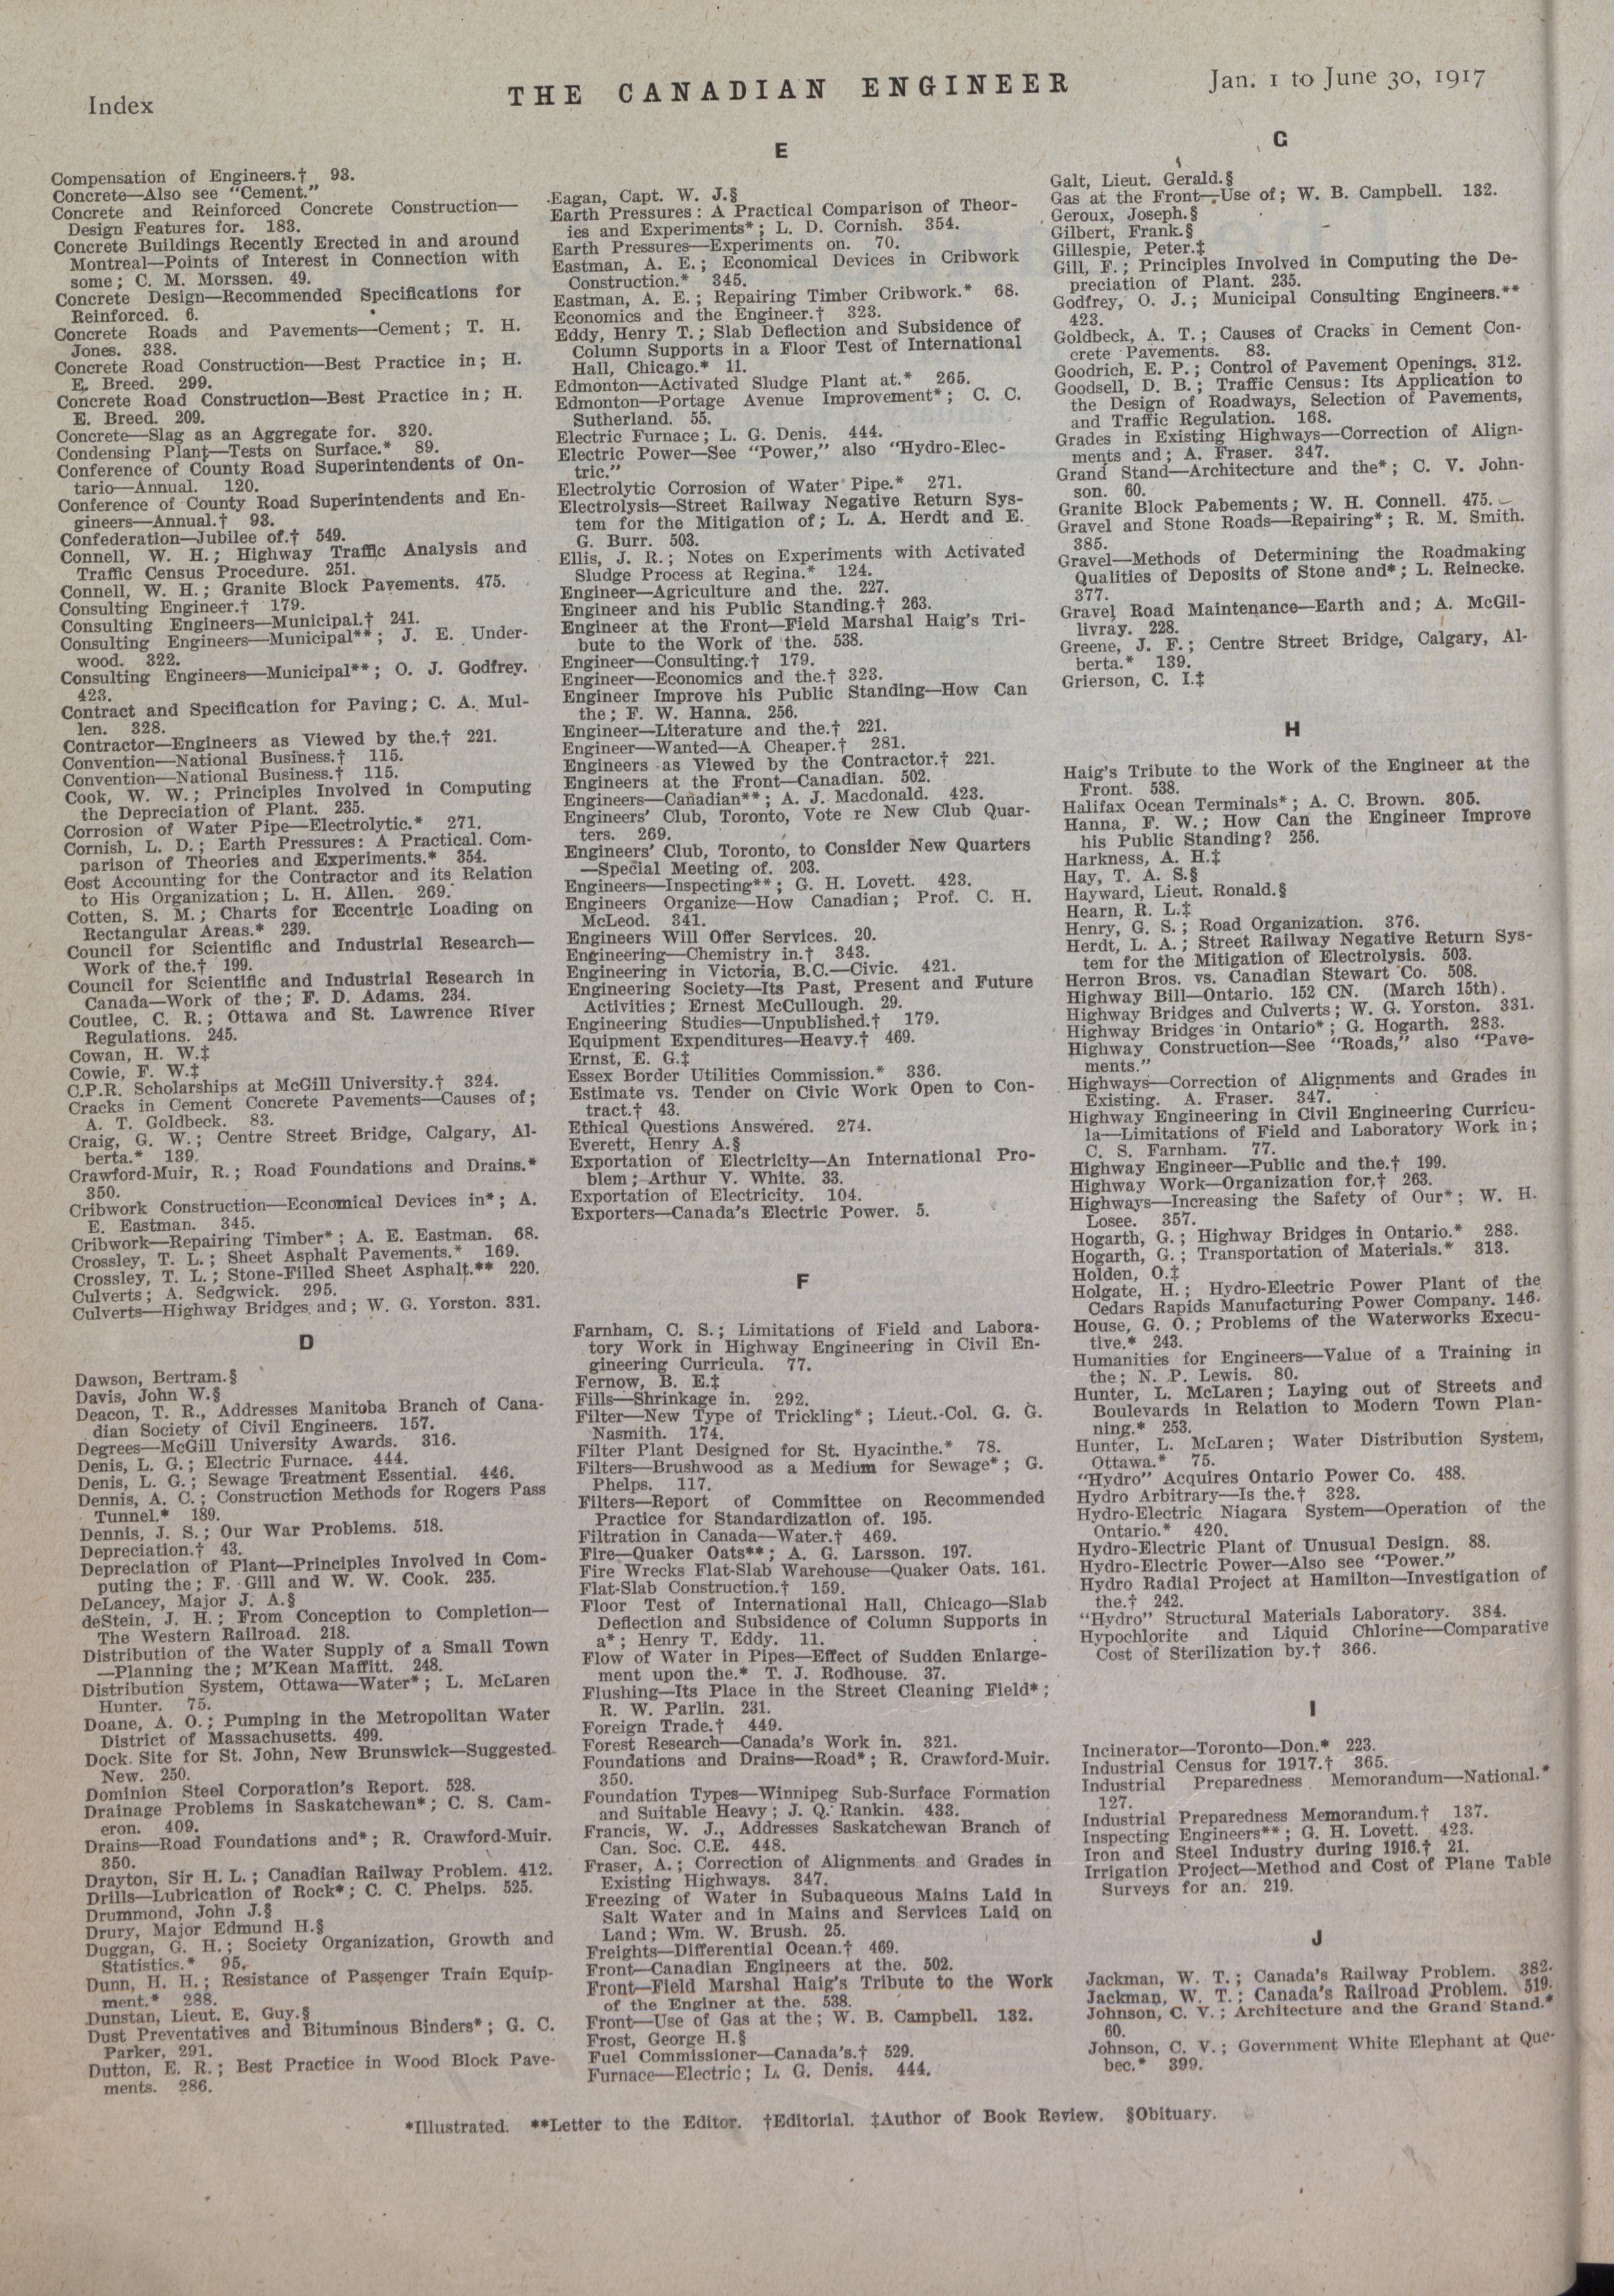 Index
THE CANADIAN ENGINEER
Jan. 1 to June 30, 1917
Compensation of Engineers.† 93.
Concrete—Also see "Cement."
Concrete and Reinforced Concrete Construction—
Design Features for. 183.
Concrete Buildings Recently Erected in and around
Montreal—Points of Interest in Connection with
some; C. M. Morssen. 49.
Concrete Design—Recommended Specifications for
Reinforced. 6.
Concrete Roads and Pavements—Cement; T. H.
Jones. 338.
Concrete Road Construction—Best Practice in; H.
E. Breed. 299.
Concrete Road Construction—Best Practice in; H.
E. Breed. 209.
Concrete—Slag as an Aggregate for. 320.
Condensing Plant—Tests on Surface.* 89.
Conference of County Road Superintendents of On-
tario—Annual. 120.
Conference of County Road Superintendents and En-
gineers—Annual.† 93.
Confederation—Jubilee of.† 549.
Connell, W. H.; Highway Traffic Analysis and
Traffic Census Procedure. 251.
Connell, W. H.; Granite Block Pavements. 475.
Consulting Engineer.† 179.
Consulting Engineers—Municipal.† 241.
Consulting Engineers—Municipal**; J. E. Under-
wood. 322.
Consulting Engineers—Municipal**; O. J. Godfrey.
423.
Contract and Specification for Paving; C. A. Mul-
len. 328.
Contractor—Engineers as Viewed by the.† 221.
Convention—National Business.† 115.
Convention—National Business.† 115.
Cook, W. W.; Principles Involved in Computing
the Depreciation of Plant. 235.
Corrosion of Water Pipe—Electrolytic.* 271.
Cornish, L. D.; Earth Pressures: A Practical Com-
parison of Theories and Experiments.* 354.
Cost Accounting for the Contractor and its Relation
to His Organization; L. H. Allen. 269.
Cotten, S. M.; Charts for Eccentric Loading on
Rectangular Areas.* 239.
Council for Scientific and Industrial Research—
Work of the.† 199.
Council for Scientific and Industrial Research in
Canada—Work of the; F. D. Adams. 234.
Coutlee, C. R.; Ottawa and St. Lawrence River
Regulations. 245.
Cowan, H. W.‡
Cowie, F. W.‡
C.P.R. Scholarships at McGill University.† 324.
Cracks in Cement Concrete Pavements—Causes of;
A. T. Goldbeck. 83.
Craig, G. W.; Centre Street Bridge, Calgary, Al-
berta.* 139.
Crawford-Muir, R.; Road Foundations and Drains.*
350.
Cribwork Construction—Economical Devices in*; A.
E. Eastman. 345.
Cribwork—Repairing Timber*; A. E. Eastman. 68.
Crossley, T. L.; Sheet Asphalt Pavements.* 169.
Crossley, T. L.; Stone-Filled Sheet Asphalt.** 220.
Culverts; A. Sedgwick. 295.
Culverts—Highway Bridges and; W. G. Yorston. 331.
D
Dawson, Bertram.§
Davis, John W.§
Deacon, T. R., Addresses Manitoba Branch of Cana-
dian Society of Civil Engineers. 157.
Degrees—McGill University Awards. 316.
Denis, L. G.; Electric Furnace. 444.
Denis, L. G.; Sewage Treatment Essential. 446.
Dennis, A. C.; Construction Methods for Rogers Pass
Tunnel.* 189.
Dennis, J. S.; Our War Problems. 518.
Depreciation.† 43.
Depreciation of Plant—Principles Involved in Com-
puting the; F. Gill and W. W. Cook. 235.
DeLancey, Major J. A.§
deStein, J. H.; From Conception to Completion—
The Western Railroad. 218.
Distribution of the Water Supply of a Small Town
—Planning the; M'Kean Maffitt. 248.
Distribution System, Ottawa—Water*; L. McLaren
Hunter. 75.
Doane, A. O.; Pumping in the Metropolitan Water
District of Massachusetts. 499.
Dock Site for St. John, New Brunswick—Suggested
New. 250.
Dominion Steel Corporation's Report. 528.
Drainage Problems in Saskatchewan*; C. S. Cam-
eron. 409.
Drains—Road Foundations and*; R. Crawford-Muir.
350.
Drayton, Sir H. L.; Canadian Railway Problem. 412.
Drills—Lubrication of Rock*; C. C. Phelps. 525.
Drummond, John J.§
Drury, Major Edmund H.§
Duggan, G. H.; Society Organization, Growth and
Statistics.* 95.
Dunn, H. H.; Resistance of Passenger Train Equip-
ment.* 288.
Dunstan, Lieut. E. Guy.§
Dust Preventatives and Bituminous Binders*; G. C.
Parker, 291.
Dutton, E. R.; Best Practice in Wood Block Pave-
ments. 286.
E
Eagan, Capt. W. J.§
Earth Pressures: A Practical Comparison of Theor-
ies and Experiments*; L. D. Cornish. 354.
Earth Pressures—Experiments on. 70.
Eastman, A. E.; Economical Devices in Cribwork
Construction.* 345.
Eastman, A. E.; Repairing Timber Cribwork.* 68.
Economics and the Engineer.† 323.
Eddy, Henry T.; Slab Deflection and Subsidence of
Column Supports in a Floor Test of International
Hall, Chicago.* 11.
Edmonton—Activated Sludge Plant at.* 265.
Edmonton—Portage Avenue Improvement*; C. C.
Sutherland. 55.
Electric Furnace; L. G. Denis. 444.
Electric Power—See "Power," also "Hydro-Elec-
tric."
Electrolytic Corrosion of Water Pipe.* 271.
Electrolysis—Street Railway Negative Return Sys-
tem for the Mitigation of; L. A. Herdt and E.
G. Burr. 503.
Ellis, J. R.; Notes on Experiments with Activated
Sludge Process at Regina.* 124.
Engineer—Agriculture and the. 227.
Engineer and his Public Standing.† 263.
Engineer at the Front—Field Marshal Haig's Tri-
bute to the Work of the. 538.
Engineer—Consulting.† 179.
Engineer—Economics and the.† 323.
Engineer Improve his Public Standing—How Can
the; F. W. Hanna. 256.
Engineer—Literature and the.† 221.
Engineer—Wanted—A Cheaper.† 281.
Engineers as Viewed by the Contractor.† 221.
Engineers at the Front—Canadian. 502.
Engineers—Canadian**; A. J. Macdonald. 423.
Engineers' Club, Toronto, Vote re New Club Quar-
ters. 269.
Engineers' Club, Toronto, to Consider New Quarters
—Special Meeting of. 203.
Engineers—Inspecting**; G. H. Lovett. 423.
Engineers Organize—How Canadian; Prof. C. H.
McLeod. 341.
Engineers Will Offer Services. 20.
Engineering—Chemistry in.† 343.
Engineering in Victoria, B.C.—Civic. 421.
Engineering Society—Its Past, Present and Future
Activities; Ernest McCullough. 29.
Engineering Studies—Unpublished.† 179.
Equipment Expenditures—Heavy.† 469.
Ernst, E. G.‡
Essex Border Utilities Commission.* 336.
Estimate vs. Tender on Civic Work Open to Con-
tract.† 43.
Ethical Questions Answered. 274.
Everett, Henry A.§
Exportation of Electricity—An International Pro-
blem; Arthur V. White. 33.
Exportation of Electricity. 104.
Exporters—Canada's Electric Power. 5.
F
Farnham, C. S.; Limitations of Field and Labora-
tory Work in Highway Engineering in Civil En-
gineering Curricula. 77.
Fernow, B. E.‡
Fills—Shrinkage in. 292.
Filter—New Type of Trickling*; Lieut.-Col. G. G.
Nasmith. 174.
Filter Plant Designed for St. Hyacinthe.* 78.
Filters—Brushwood as a Medium for Sewage*; G.
Phelps. 117.
Filters—Report of Committee on Recommended
Practice for Standardization of. 195.
Filtration in Canada—Water.† 469.
Fire—Quaker Oats**; A. G. Larsson. 197.
Fire Wrecks Flat-Slab Warehouse—Quaker Oats. 161.
Flat-Slab Construction.† 159.
Floor Test of International Hall, Chicago—Slab
Deflection and Subsidence of Column Supports in
a*; Henry T. Eddy. 11.
Flow of Water in Pipes—Effect of Sudden Enlarge-
ment upon the.* T. J. Rodhouse. 37.
Flushing—Its Place in the Street Cleaning Field*;
R. W. Parlin. 231.
Foreign Trade.† 449.
Forest Research—Canada's Work in. 321.
Foundations and Drains—Road*; R. Crawford-Muir.
350.
Foundation Types—Winnipeg Sub-Surface Formation
and Suitable Heavy; J. Q. Rankin. 433.
Francis, W. J., Addresses Saskatchewan Branch of
Can. Soc. C.E. 448.
Fraser, A.; Correction of Alignments and Grades in
Existing Highways. 347.
Freezing of Water in Subaqueous Mains Laid in
Salt Water and in Mains and Services Laid on
Land; Wm. W. Brush. 25.
Freights—Differential Ocean.† 469.
Front—Canadian Engineers at the. 502.
Front—Field Marshal Haig's Tribute to the Work
of the Enginer at the. 538.
Front—Use of Gas at the; W. B. Campbell. 132.
Frost, George H.§
Fuel Commissioner—Canada's.† 529.
Furnace—Electric; L. G. Denis. 444.
G
Galt, Lieut. Gerald.§
Gas at the Front—Use of; W. B. Campbell. 132.
Geroux, Joseph.§
Gilbert, Frank.§
Gillespie, Peter.‡
Gill, F.; Principles Involved in Computing the De-
preciation of Plant. 235.
Godfrey, O. J.; Municipal Consulting Engineers.**
423.
Goldbeck, A. T.; Causes of Cracks in Cement Con-
crete Pavements. 83.
Goodrich, E. P.; Control of Pavement Openings. 312.
Goodsell, D. B.; Traffic Census: Its Application to
the Design of Roadways, Selection of Pavements,
and Traffic Regulation. 168.
Grades in Existing Highways—Correction of Align-
ments and; A. Fraser. 347.
Grand Stand—Architecture and the*; C. V. John-
son. 60.
Granite Block Pabements; W. H. Connell. 475.
Gravel and Stone Roads—Repairing*; R. M. Smith.
385.
Gravel—Methods of Determining the Roadmaking
Qualities of Deposits of Stone and*; L. Reinecke.
377.
Gravel Road Maintenance—Earth and; A. McGil-
livray. 228.
Greene, J. F.; Centre Street Bridge, Calgary, Al-
berta.* 139.
Grierson, C. I.‡
H
Haig's Tribute to the Work of the Engineer at the
Front. 538.
Halifax Ocean Terminals*; A. C. Brown. 305.
Hanna, F. W.; How Can the Engineer Improve
his Public Standing? 256.
Harkness, A. H.‡
Hay, T. A. S.§
Hayward, Lieut. Ronald.§
Hearn, R. L.‡
Henry, G. S.; Road Organization. 376.
Herdt, L. A.; Street Railway Negative Return Sys-
tem for the Mitigation of Electrolysis. 503.
Herron Bros. vs. Canadian Stewart Co. 508.
Highway Bill—Ontario. 152 CN. (March 15th).
Highway Bridges and Culverts; W. G. Yorston. 331.
Highway Bridges in Ontario*; G. Hogarth. 283.
Highway Construction—See "Roads," also "Pave-
ments."
Highways—Correction of Alignments and Grades in
Existing. A. Fraser. 347.
Highway Engineering in Civil Engineering Curricu-
la—Limitations of Field and Laboratory Work in;
C. S. Farnham. 77.
Highway Engineer—Public and the.† 199.
Highway Work—Organization for.† 263.
Highways—Increasing the Safety of Our*; W. H.
Losee. 357.
Hogarth, G.; Highway Bridges in Ontario.* 283.
Hogarth, G.; Transportation of Materials.* 313.
Holden, O.‡
Holgate, H.; Hydro-Electric Power Plant of the
Cedars Rapids Manufacturing Power Company. 146.
House, G. O.; Problems of the Waterworks Execu-
tive.* 243.
Humanities for Engineers—Value of a Training in
the; N. P. Lewis. 80.
Hunter, L. McLaren; Laying out of Streets and
Boulevards in Relation to Modern Town Plan-
ning.* 253.
Hunter, L. McLaren; Water Distribution System,
Ottawa.* 75.
"Hydro" Acquires Ontario Power Co. 488.
Hydro Arbitrary—Is the.† 323.
Hydro-Electric Niagara System—Operation of the
Ontario.* 420.
Hydro-Electric Plant of Unusual Design. 88.
Hydro-Electric Power—Also see "Power."
Hydro Radial Project at Hamilton—Investigation of
the.† 242.
"Hydro" Structural Materials Laboratory. 384.
Hypochlorite and Liquid Chlorine—Comparative
Cost of Sterilization by.† 366.
I
Incinerator—Toronto—Don.* 223.
Industrial Census for 1917.† 365.
Industrial Preparedness Memorandum—National.*
127.
Industrial Preparedness Memorandum.† 137.
Inspecting Engineers**; G. H. Lovett. 423.
Iron and Steel Industry during 1916.† 21.
Irrigation Project—Method and Cost of Plane Table
Surveys for an. 219.
J
Jackman, W. T.; Canada's Railway Problem. 382.
Jackman, W. T.; Canada's Railroad Problem. 519.
Johnson, C. V.; Architecture and the Grand Stand.*
60.
Johnson, C. V.; Government White Elephant at Que-
bec.* 399.
*Illustrated. **Letter to the Editor. †Editorial. ‡Author of Book Review. §Obituary.